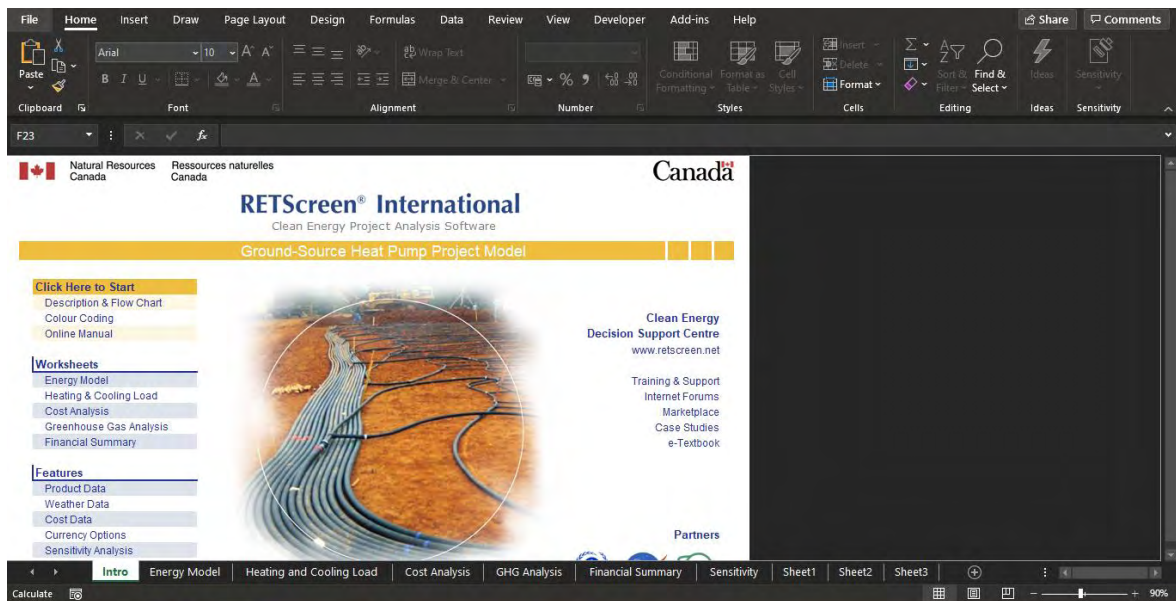 File Home Insert Draw Page Layout Design Formulas Data Review View Developer Add-ins Help Share Comments
Arial 10 A A Wrap Text Insert Σ
Paste B I U A Merge & Center % Conditional Formatting Format as Table Cell Styles Delete Format Sort & Filter Find & Select Ideas Sensitivity
Clipboard Font Alignment Number Styles Cells Editing Ideas Sensitivity
F23 fx
Natural Resources Canada Ressources naturelles Canada Canada
RETScreen® International
Clean Energy Project Analysis Software
Ground-Source Heat Pump Project Model
Click Here to Start
Description & Flow Chart
Colour Coding
Online Manual
Worksheets
Energy Model
Heating & Cooling Load
Cost Analysis
Greenhouse Gas Analysis
Financial Summary
Features
Product Data
Weather Data
Cost Data
Currency Options
Sensitivity Analysis
Clean Energy
Decision Support Centre
www.retscreen.net
Training & Support
Internet Forums
Marketplace
Case Studies
e-Textbook
Partners
Intro Energy Model Heating and Cooling Load Cost Analysis GHG Analysis Financial Summary Sensitivity Sheet1 Sheet2 Sheet3
Calculate 90%